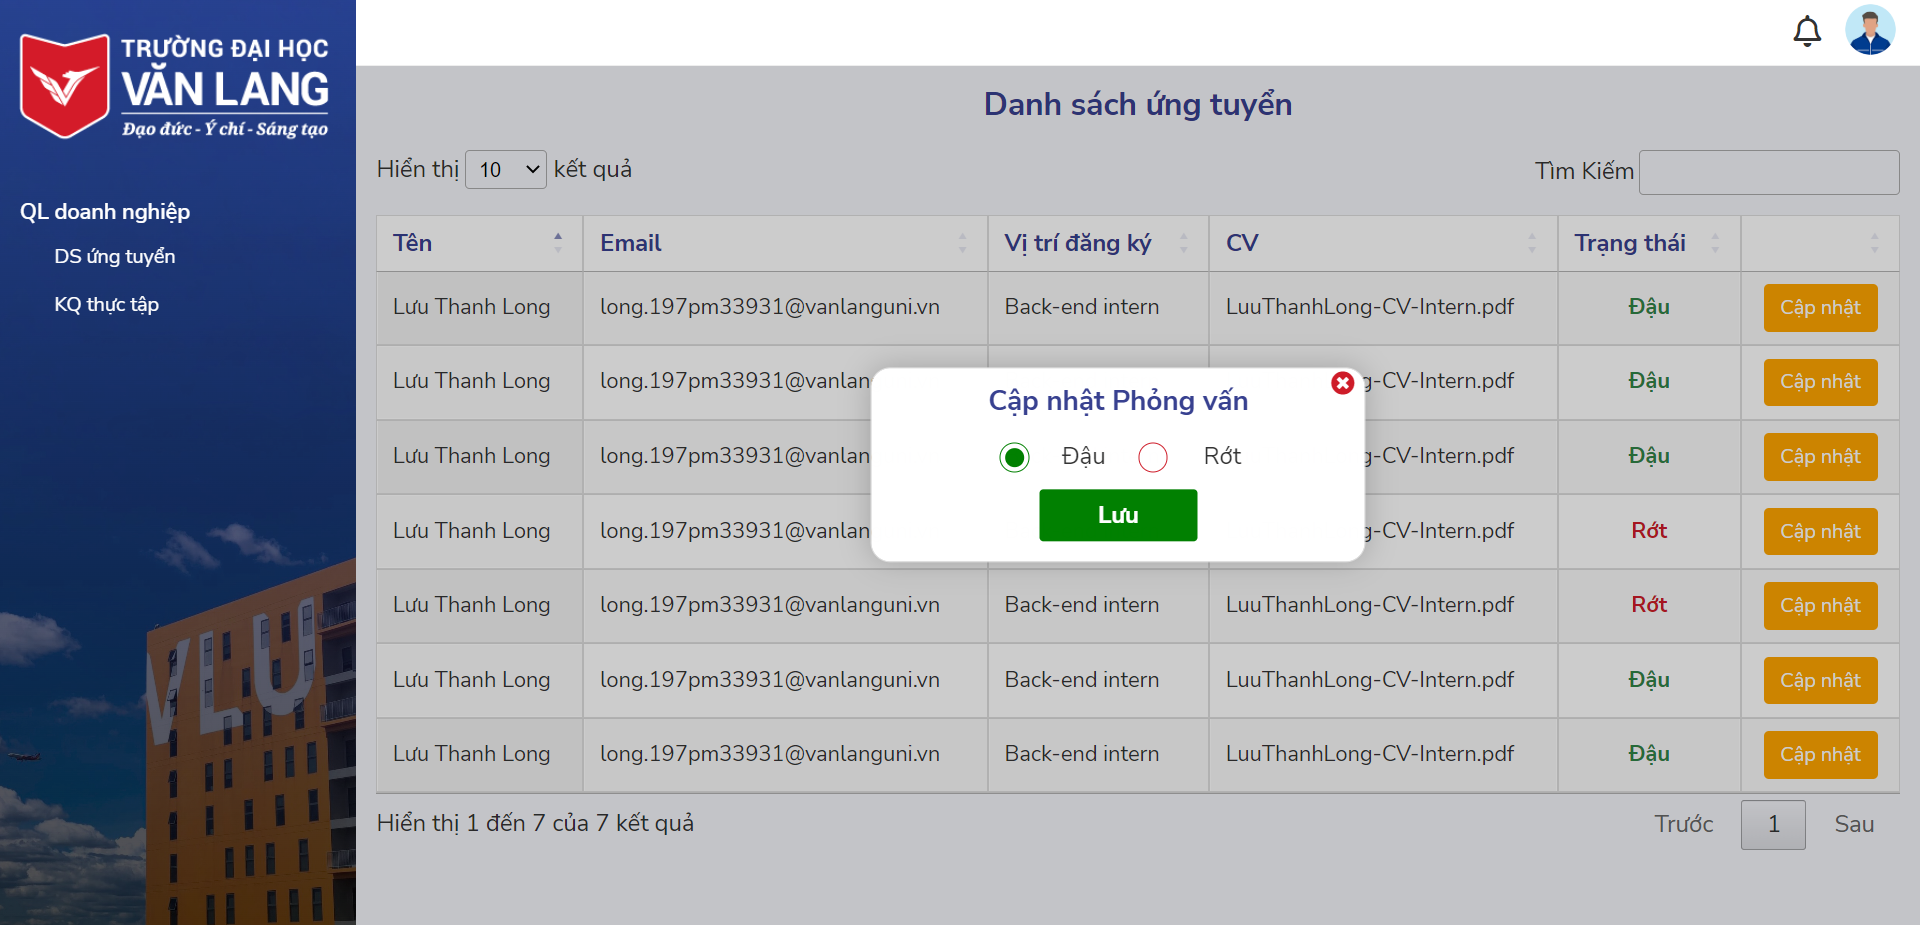 TRƯỜNG ĐẠI HỌC
VĂN LANG
Đạo đức - Ý chí - Sáng tạo
QL doanh nghiệp
DS ứng tuyển
KQ thực tập
VLU
Danh sách ứng tuyển
Hiển thị 10 kết quả
Tìm Kiếm
Tên Email Vị trí đăng ký CV Trạng thái
Lưu Thanh Long long.197pm33931@vanlanguni.vn Back-end intern LuuThanhLong-CV-Intern.pdf Đậu Cập nhật
Lưu Thanh Long long.197pm33931@vanlan g-CV-Intern.pdf Đậu Cập nhật
Lưu Thanh Long long.197pm33931@vanlan g-CV-Intern.pdf Đậu Cập nhật
Lưu Thanh Long long.197pm33931@vanlan g-CV-Intern.pdf Rớt Cập nhật
Lưu Thanh Long long.197pm33931@vanlanguni.vn Back-end intern LuuThanhLong-CV-Intern.pdf Rớt Cập nhật
Lưu Thanh Long long.197pm33931@vanlanguni.vn Back-end intern LuuThanhLong-CV-Intern.pdf Đậu Cập nhật
Lưu Thanh Long long.197pm33931@vanlanguni.vn Back-end intern LuuThanhLong-CV-Intern.pdf Đậu Cập nhật
Cập nhật Phỏng vấn
Đậu Rớt
Lưu
Hiển thị 1 đến 7 của 7 kết quả
Trước 1 Sau